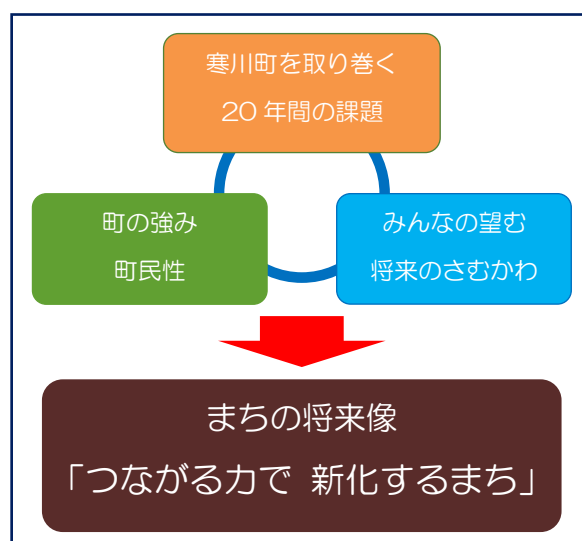 寒川町を取り巻く
20 年間の課題
町の強み
町民性
みんなの望む
将来のさむかわ
まちの将来像
「つながる力で 新化するまち」